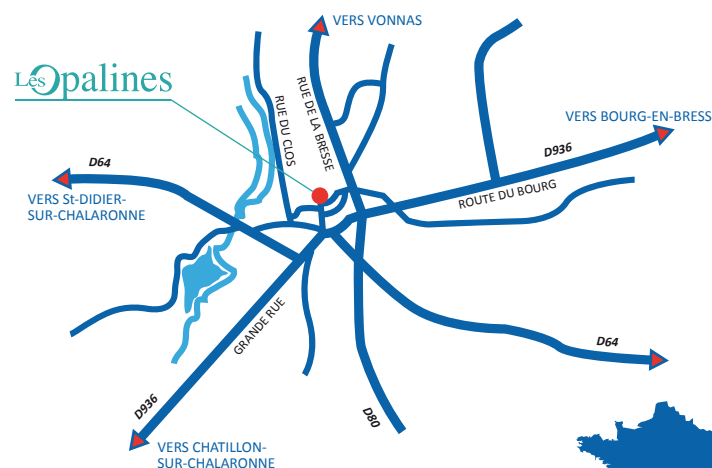 VERS VONNAS
Les Opalines
RUE DU CLOS
RUE DE LA BRESSE
VERS BOURG-EN-BRESS
D936
D64
ROUTE DU BOURG
VERS St-DIDIER-
SUR-CHALARONNE
GRANDE RUE
D64
D936
D80
VERS CHATILLON-
SUR-CHALARONNE